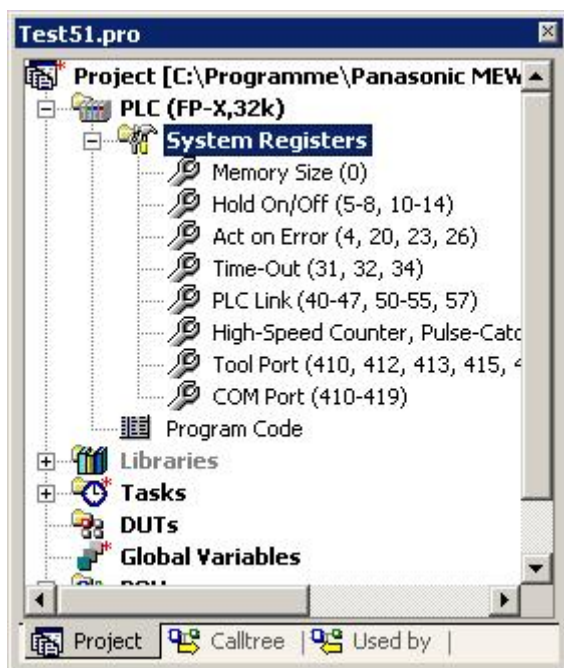 Test51.pro
Project [C:\Programme\Panasonic MEW
PLC (FP-X,32k)
System Registers
Memory Size (0)
Hold On/Off (5-8, 10-14)
Act on Error (4, 20, 23, 26)
Time-Out (31, 32, 34)
PLC Link (40-47, 50-55, 57)
High-Speed Counter, Pulse-Catc
Tool Port (410, 412, 413, 415, 4
COM Port (410-419)
Program Code
Libraries
Tasks
DUTs
Global Variables
Project Calltree Used by